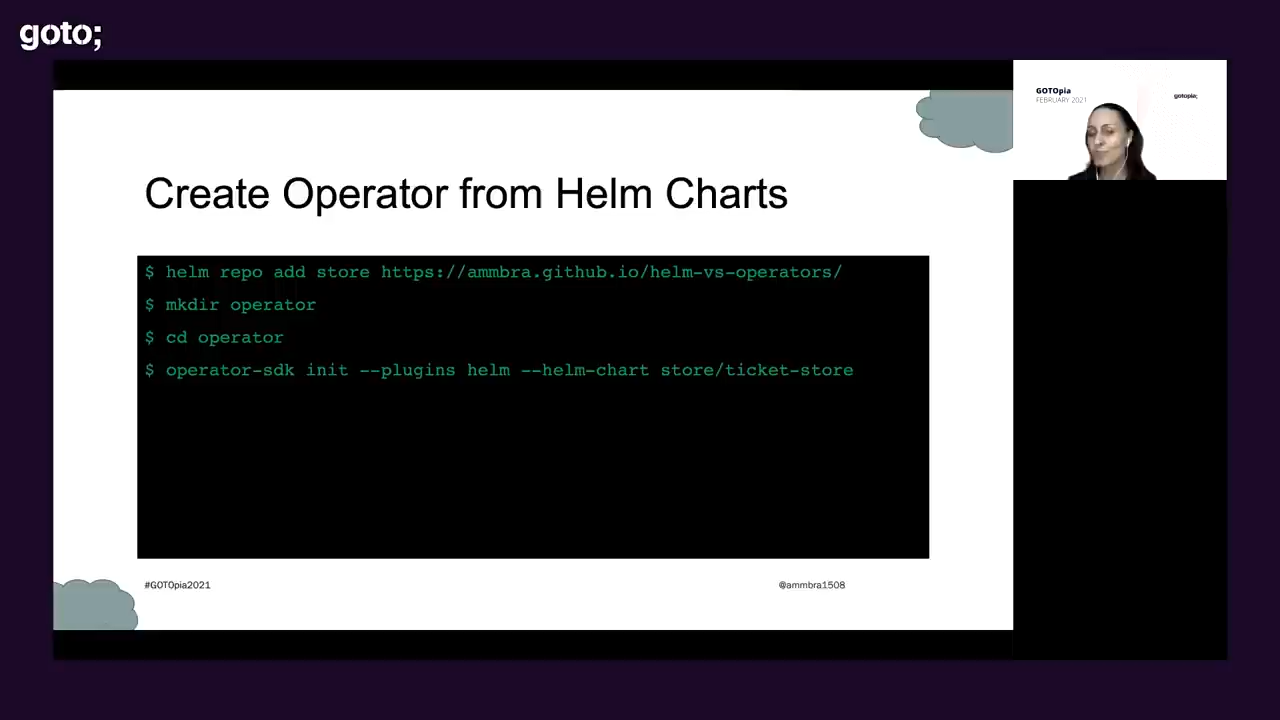 goto;
GOTOpia
FEBRUARY 2021
gotopia;
Create Operator from Helm Charts
$ helm repo add store https://ammbra.github.io/helm-vs-operators/
$ mkdir operator
$ cd operator
$ operator-sdk init --plugins helm --helm-chart store/ticket-store
#GOTOpia2021
@ammbra1508